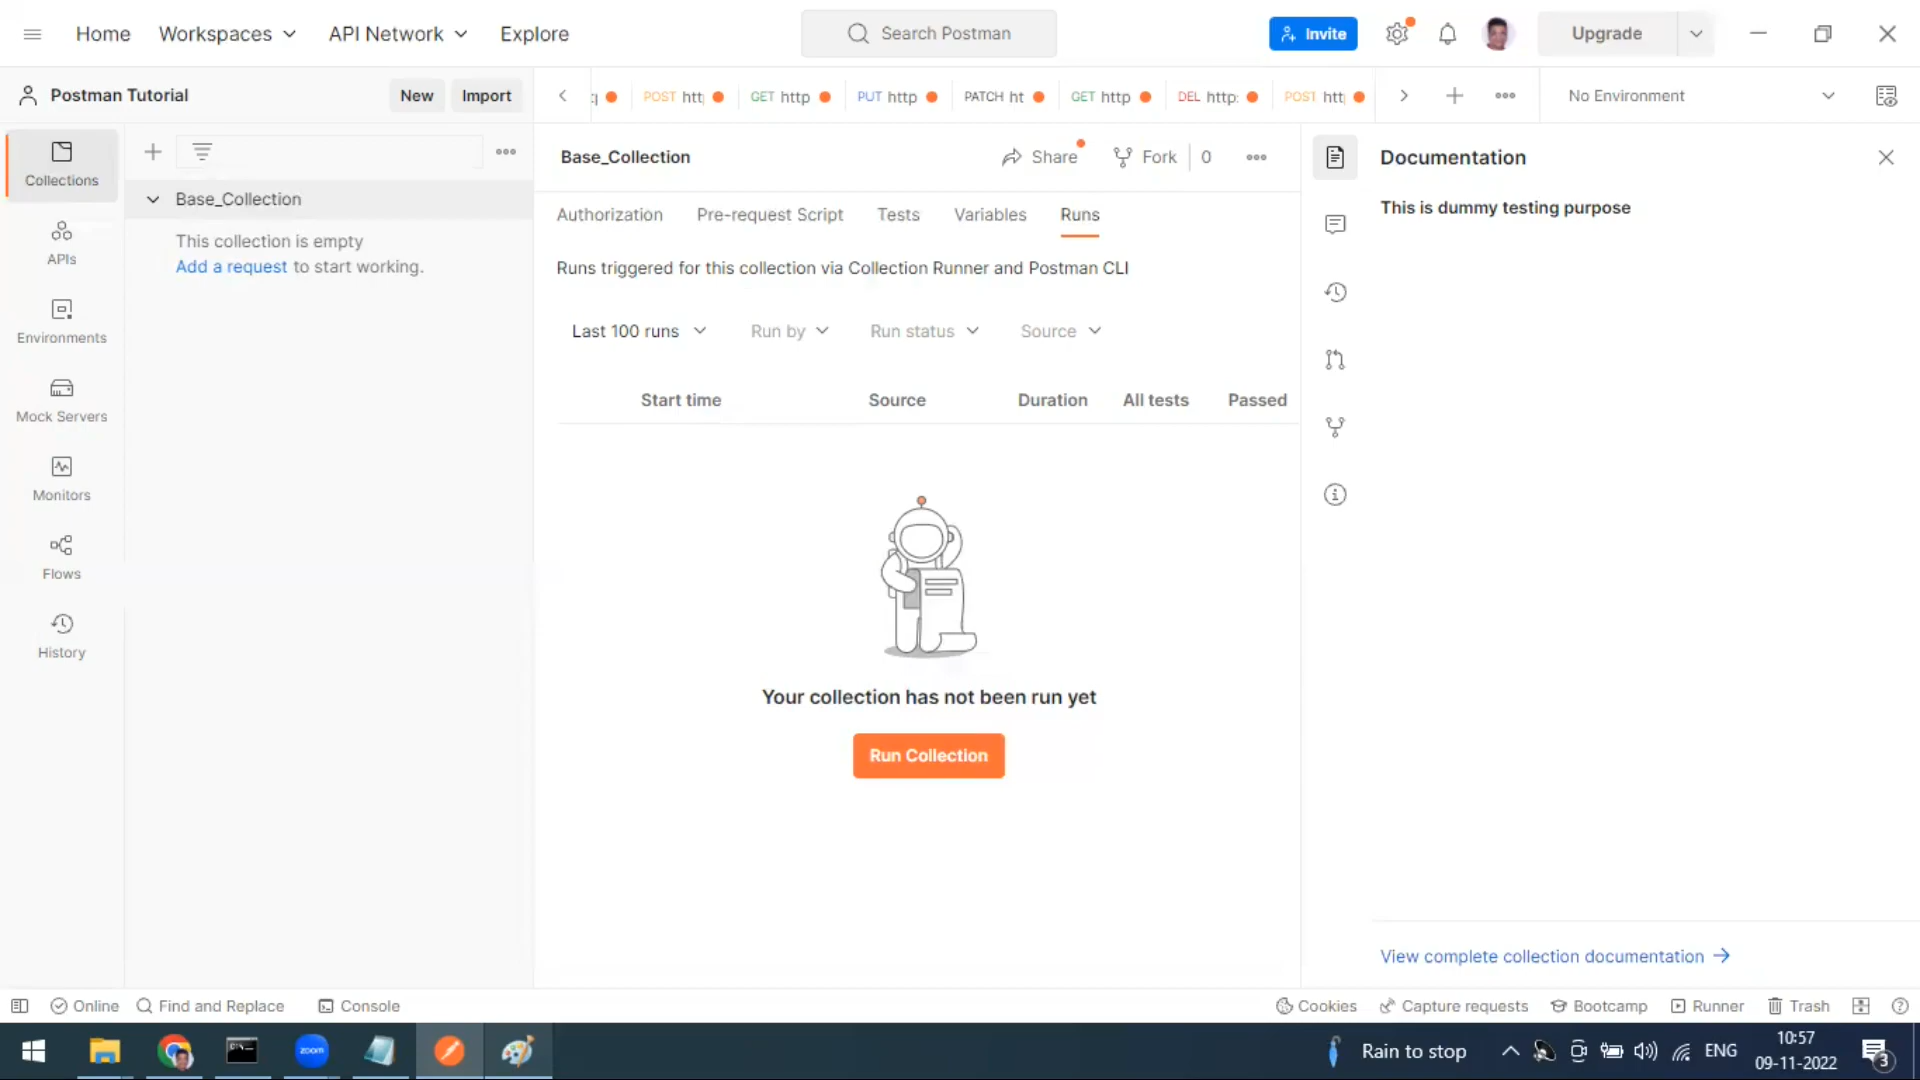 Home Workspaces API Network Explore Search Postman Invite Upgrade
Postman Tutorial New Import POST GET http PUT http PATCH ht GET http DEL http: POST No Environment
Collections
APIs
Environments
Mock Servers
Monitors
Flows
History
Base_Collection
This collection is empty
Add a request to start working.
Base_Collection Share Fork 0
Authorization Pre-request Script Tests Variables Runs
Runs triggered for this collection via Collection Runner and Postman CLI
Last 100 runs Run by Run status Source
Start time Source Duration All tests Passed
Your collection has not been run yet
Run Collection
Documentation
This is dummy testing purpose
View complete collection documentation
Online Find and Replace Console Cookies Capture requests Bootcamp Runner Trash
zoom Rain to stop ENG 10:57
09-11-2022 3